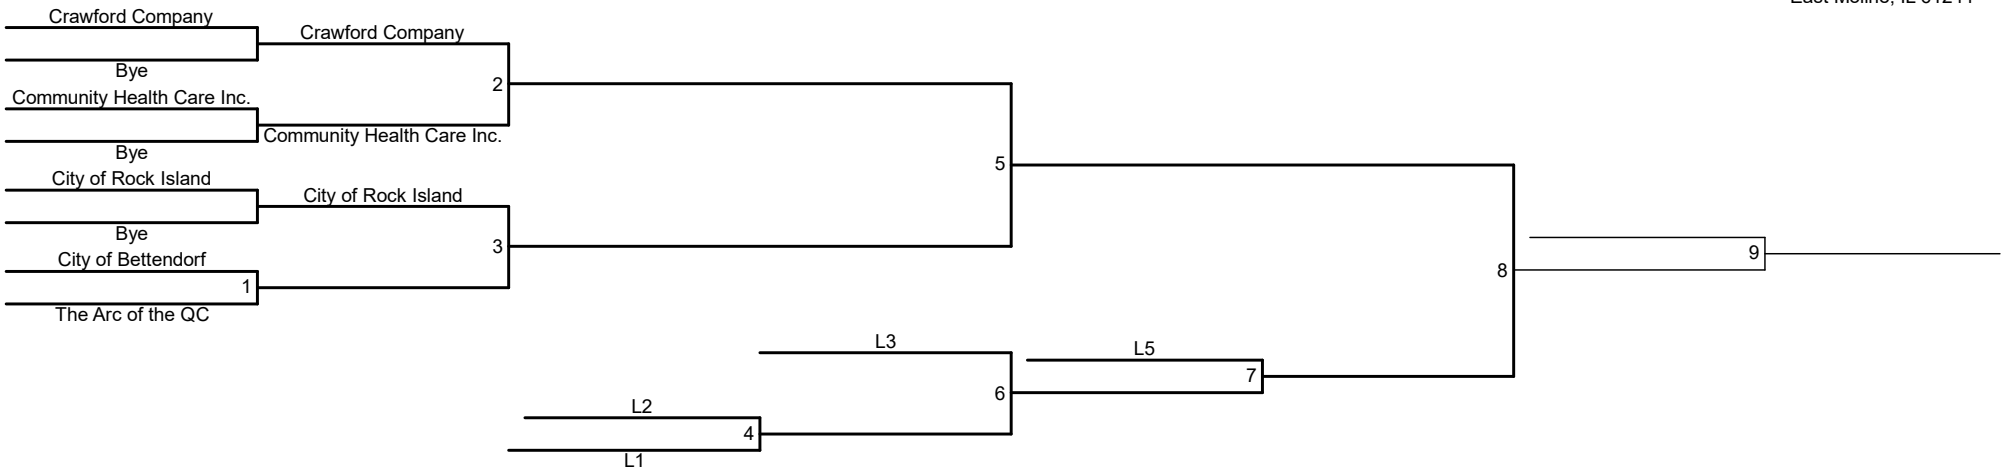 Crawford Company
Crawford Company
Bye
2
Community Health Care Inc.
Community Health Care Inc.
Bye
5
City of Rock Island
City of Rock Island
Bye
3
City of Bettendorf
9
8
1
The Arc of the QC
L3
L5
7
6
L2
4
L1